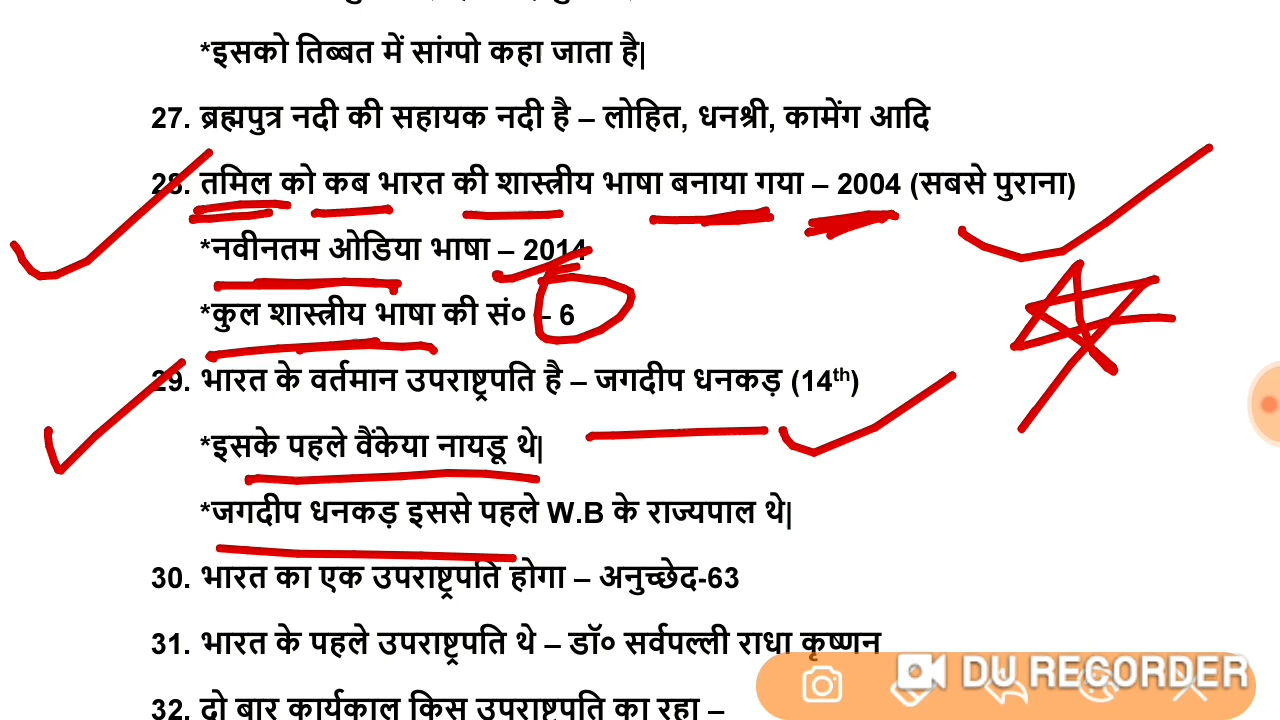 *इसको तिब्बत में सांग्पो कहा जाता है|
27. ब्रह्मपुत्र नदी की सहायक नदी है – लोहित, धनश्री, कामेंग आदि
28. तमिल को कब भारत की शास्त्रीय भाषा बनाया गया – 2004 (सबसे पुराना)
*नवीनतम ओडिया भाषा – 2014
*कुल शास्त्रीय भाषा की सं० – 6
29. भारत के वर्तमान उपराष्ट्रपति है – जगदीप धनकड़ (14th)
*इसके पहले वैंकेया नायडू थे|
*जगदीप धनकड़ इससे पहले W.B के राज्यपाल थे|
30. भारत का एक उपराष्ट्रपति होगा – अनुच्छेद-63
31. भारत के पहले उपराष्ट्रपति थे – डॉ० सर्वपल्ली राधा कृष्णन
DU RECORDER
32. दो बार कार्यकाल किस उपराष्ट्रपति का रहा –